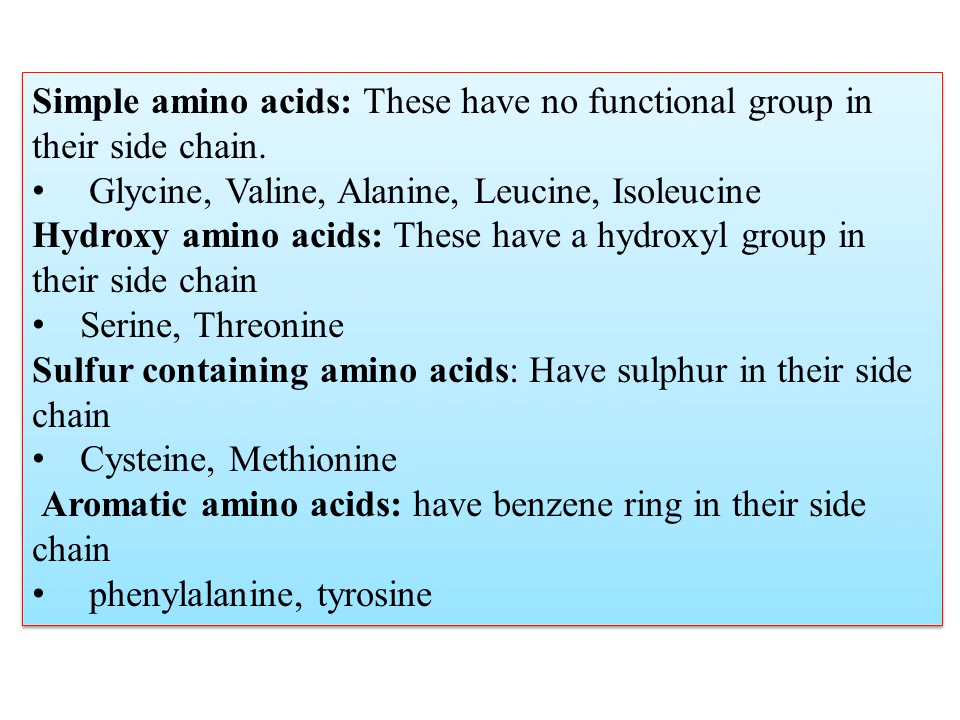 Simple amino acids: These have no functional group in
their side chain.
• Glycine, Valine, Alanine, Leucine, Isoleucine
Hydroxy amino acids: These have a hydroxyl group in
their side chain
• Serine, Threonine
Sulfur containing amino acids: Have sulphur in their side
chain
• Cysteine, Methionine
Aromatic amino acids: have benzene ring in their side
chain
• phenylalanine, tyrosine